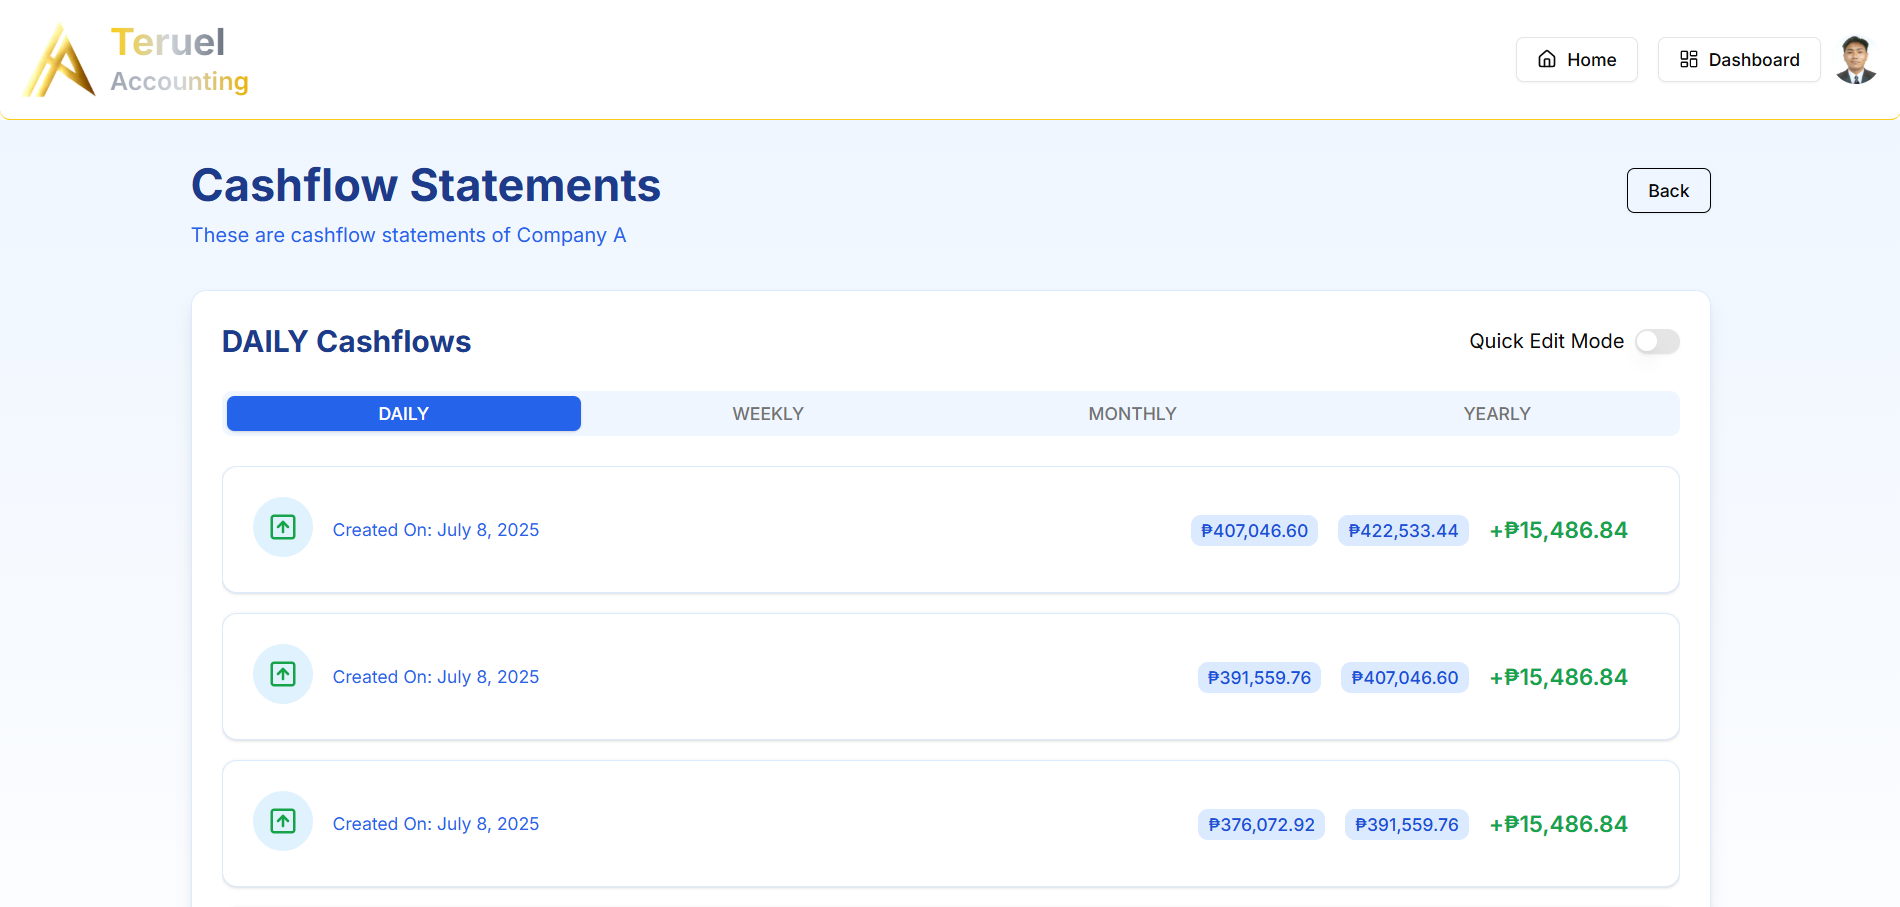 Teruel
Accounting
Home
Dashboard
Cashflow Statements
Back
These are cashflow statements of Company A
DAILY Cashflows
Quick Edit Mode
DAILY
WEEKLY
MONTHLY
YEARLY
Created On: July 8, 2025
₱407,046.60
₱422,533.44
+₱15,486.84
Created On: July 8, 2025
₱391,559.76
₱407,046.60
+₱15,486.84
Created On: July 8, 2025
₱376,072.92
₱391,559.76
+₱15,486.84